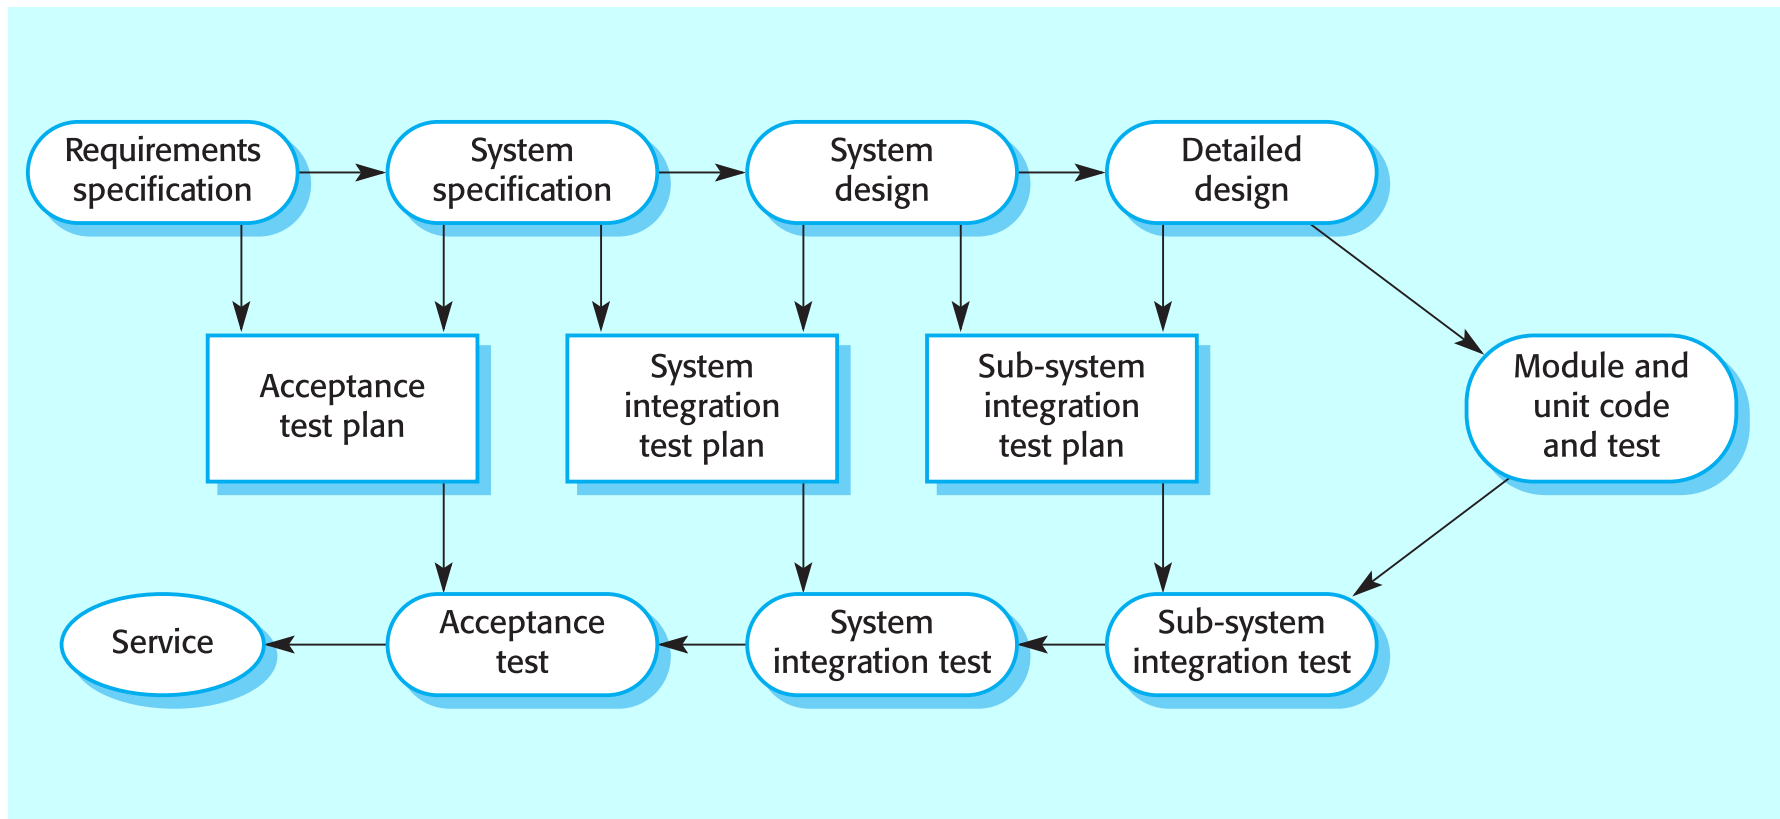 Requirements
specification
System
specification
System
design
Detailed
design
Acceptance
test plan
System
integration
test plan
Sub-system
integration
test plan
Module and
unit code
and test
Service
Acceptance
test
System
integration test
Sub-system
integration test